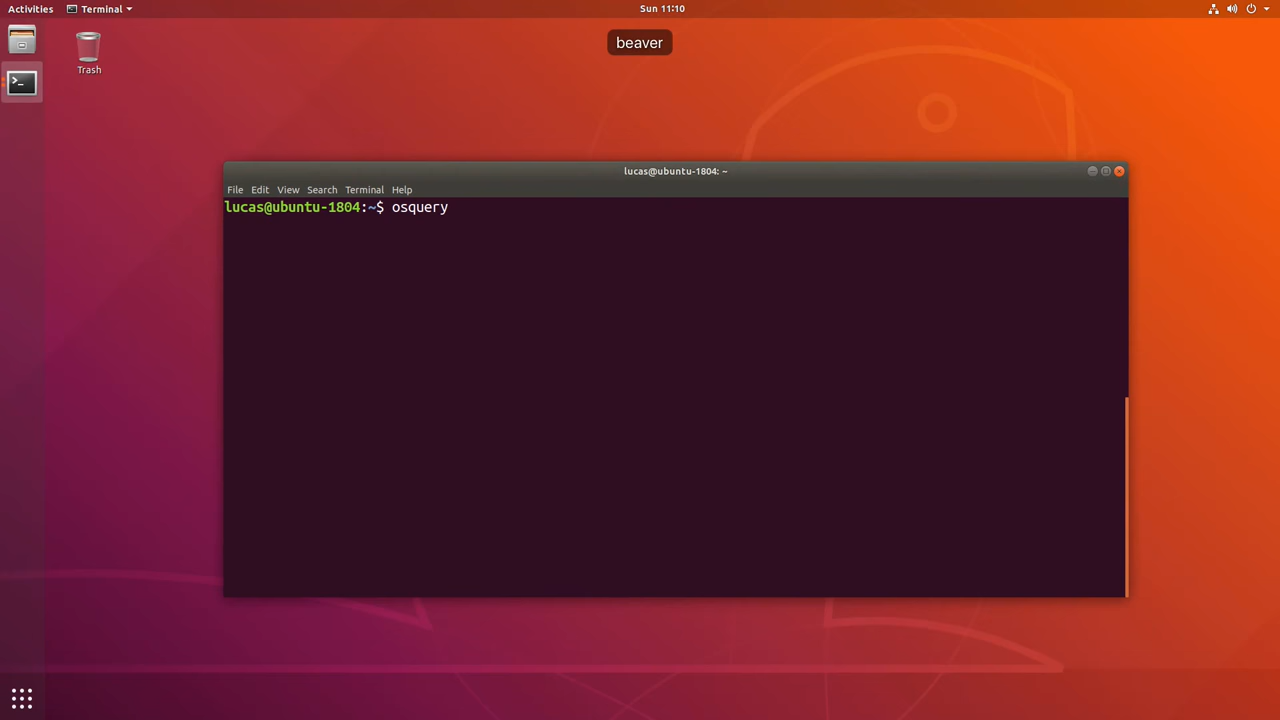 Activities Terminal Sun 11:10
beaver
Trash
lucas@ubuntu-1804: ~
File Edit View Search Terminal Help
lucas@ubuntu-1804:~$ osquery